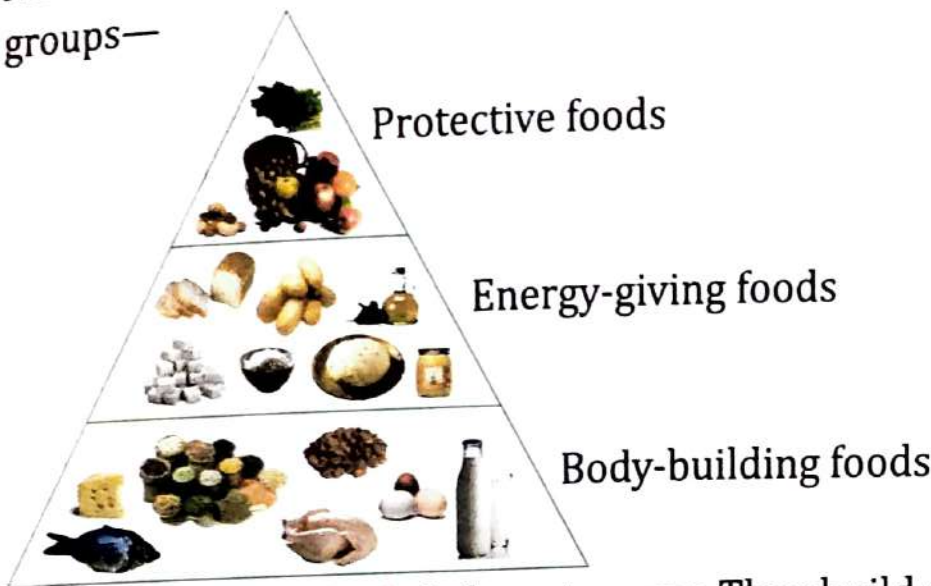 groups—
Protective foods
Energy-giving foods
Body-building foods